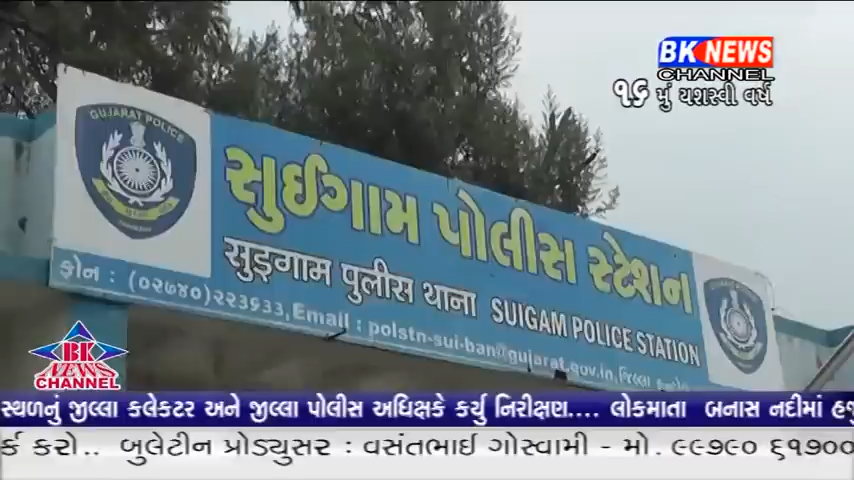 BK NEWS
CHANNEL
૧૬ મું યશસ્વી વર્ષ
GUJARAT POLICE
સુઈગામ પોલીસ સ્ટેશન
सुइगाम पुलीस थाना SUIGAM POLICE STATION
ફોન : (૦૨૭૪૦)૨૨૩૬૩૩, Email : polstn-sui-ban@gujarat.gov.in, જિલ્લા
BK
NEWS
CHANNEL
સ્થળનું જીલ્લા કલેકટર અને જીલ્લા પોલીસ અધિક્ષકે કર્યુ નિરીક્ષણ.... લોકમાતા બનાસ નદીમાં
ર્ક કરો.. બુલેટીન પ્રોડ્યુસર : વસંતભાઈ ગોસ્વામી - મો. ૯૯૭૯૦ ૬૧૭૦૦